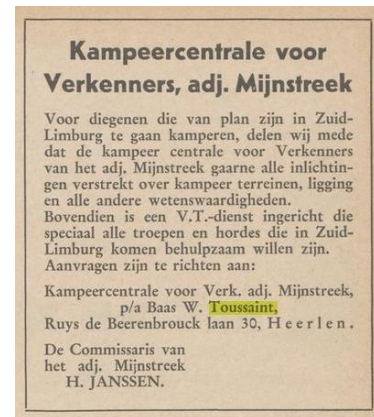 Kampeercentrale voor
Verkenners, adj. Mijnstreek
Voor diegenen die van plan zijn in Zuid-
Limburg te gaan kamperen, delen wij mede
dat de kampeer centrale voor Verkenners
van het adj. Mijnstreek gaarne alle inlichtin-
gen verstrekt over kampeer terreinen, ligging
en alle andere wetenswaardigheden.
Bovendien is een V.T.-dienst ingericht die
speciaal alle troepen en hordes die in Zuid-
Limburg komen behulpzaam willen zijn.
Aanvragen zijn te richten aan:
Kampeercentrale voor Verk. adj. Mijnstreek,
p/a Baas W. Toussaint,
Ruys de Beerenbrouck laan 30, Heerlen.
De Commissaris van
het adj. Mijnstreek
H. JANSSEN.